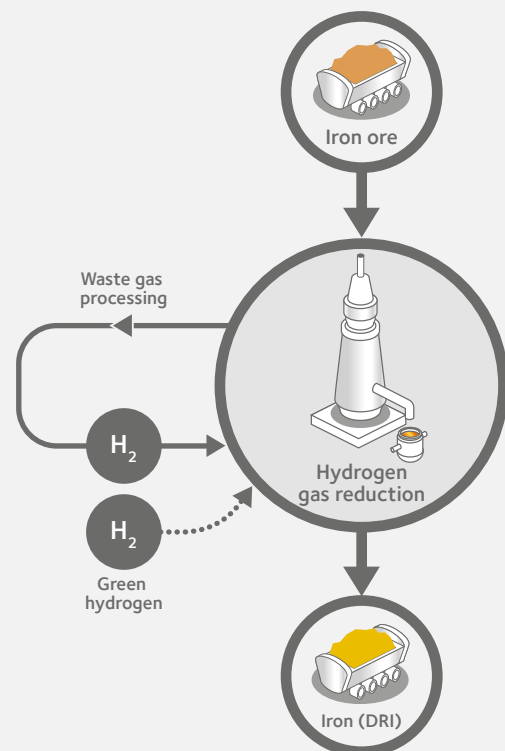 Iron ore
Waste gas
processing
H₂
Hydrogen
gas reduction
H₂
Green
hydrogen
Iron (DRI)